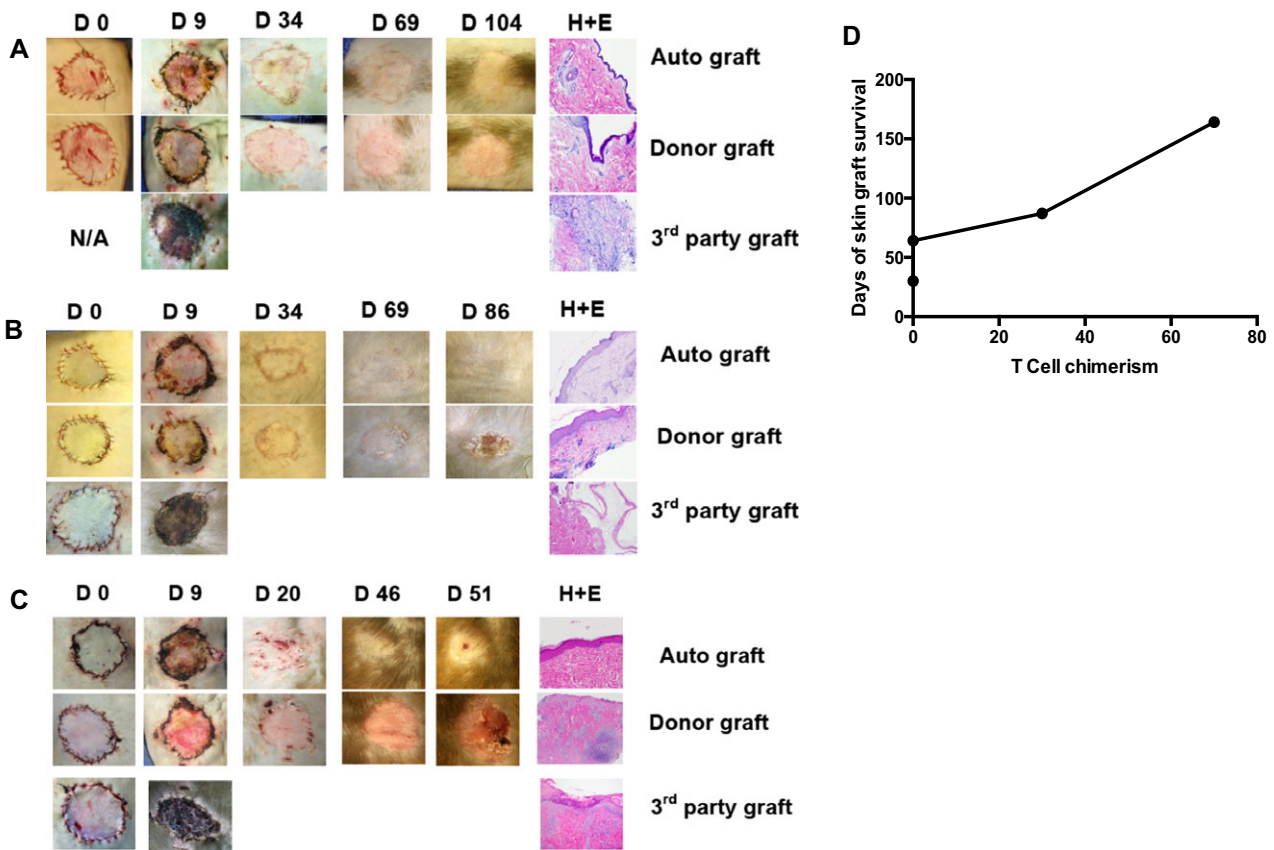 A
D 0 D 9 D 34 D 69 D 104 H+E
Auto graft
Donor graft
N/A
3rd party graft
B
D 0 D 9 D 34 D 69 D 86 H+E
Auto graft
Donor graft
3rd party graft
C
D 0 D 9 D 20 D 46 D 51 H+E
Auto graft
Donor graft
3rd party graft
D
Days of skin graft survival
200
150
100
50
0
0 20 40 60 80
T Cell chimerism